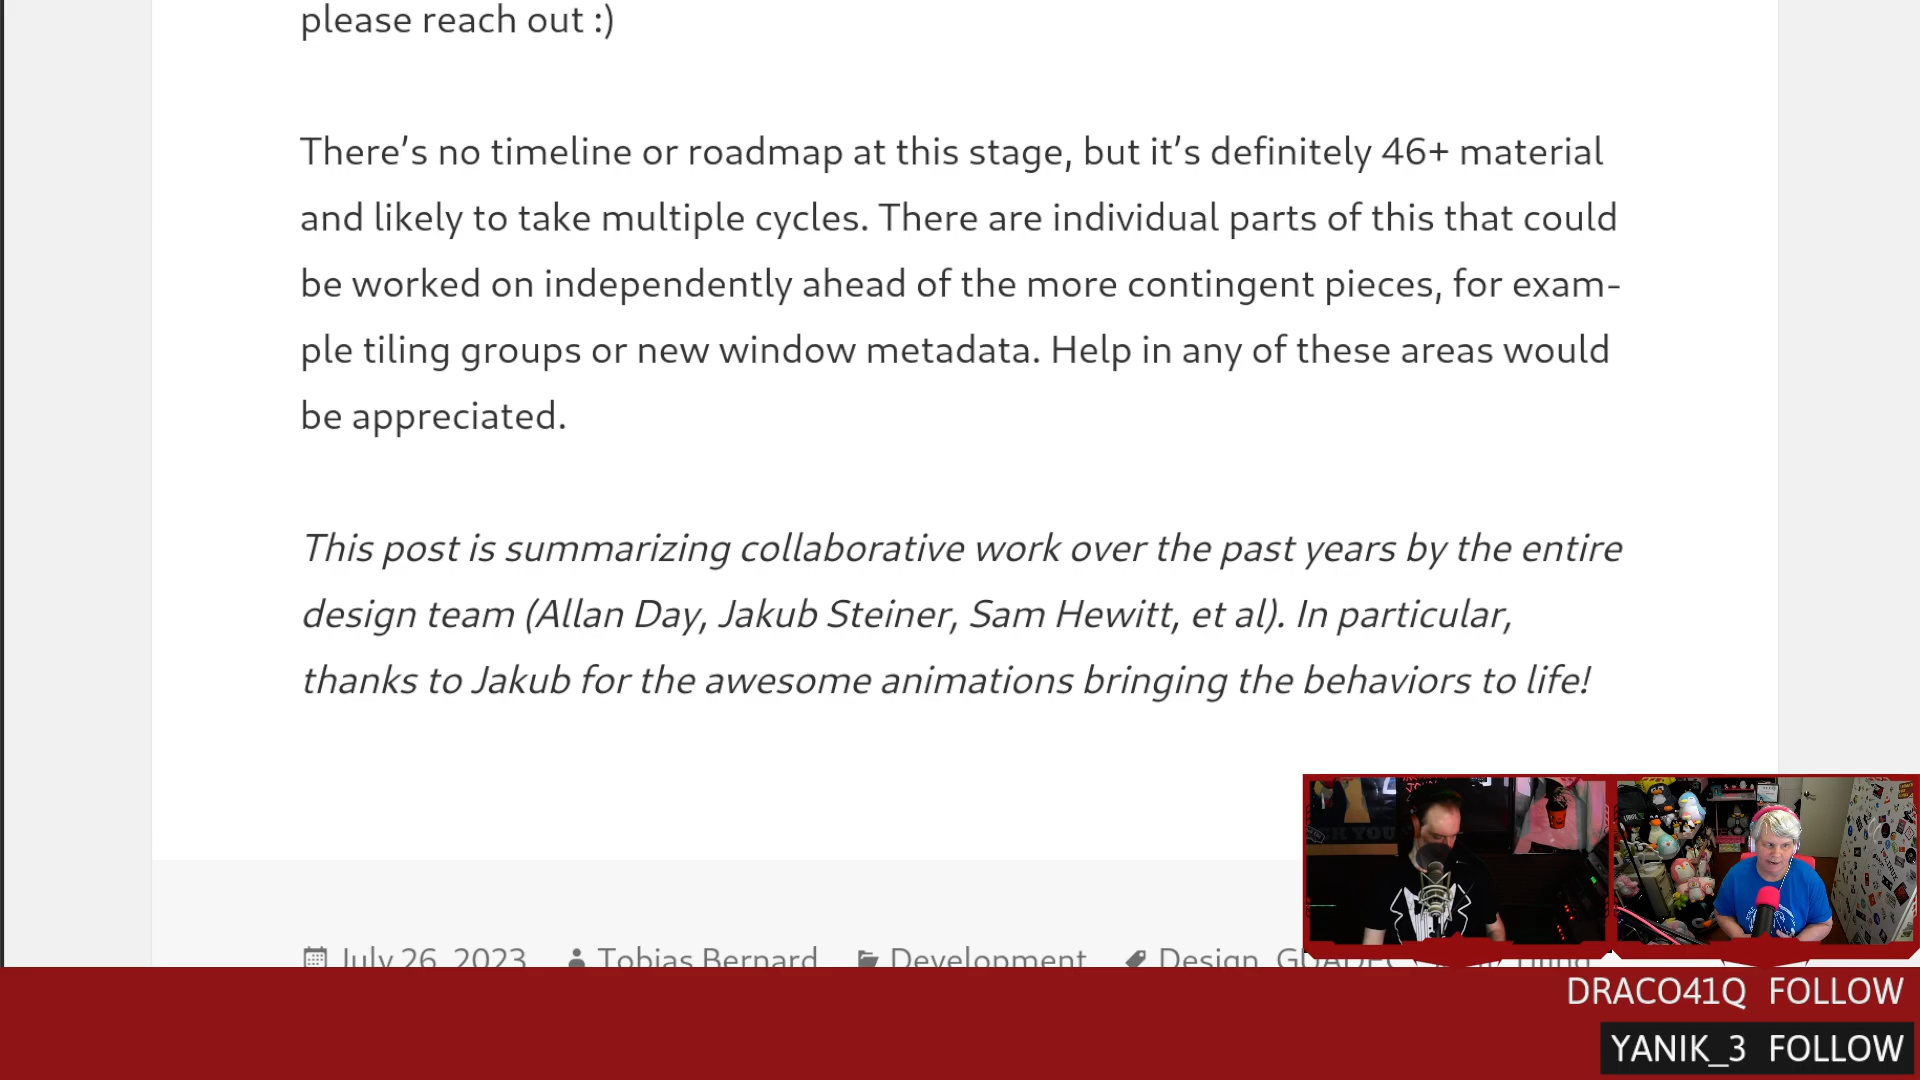 please reach out :)
There’s no timeline or roadmap at this stage, but it’s definitely 46+ material
and likely to take multiple cycles. There are individual parts of this that could
be worked on independently ahead of the more contingent pieces, for exam-
ple tiling groups or new window metadata. Help in any of these areas would
be appreciated.
This post is summarizing collaborative work over the past years by the entire
design team (Allan Day, Jakub Steiner, Sam Hewitt, et al). In particular,
thanks to Jakub for the awesome animations bringing the behaviors to life!
July 26, 2023 Tobias Bernard Development Design, GUADEC
DRACO41Q FOLLOW
YANIK_3 FOLLOW